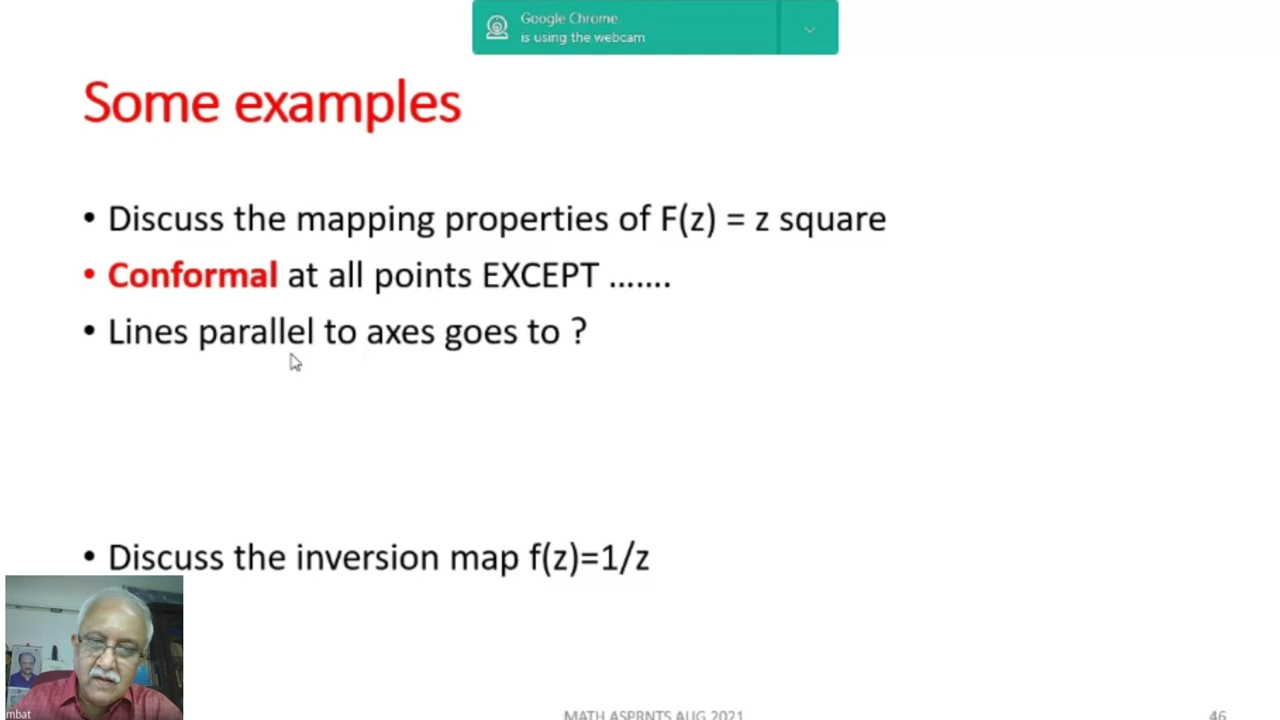 Google Chrome
is using the webcam
Some examples
• Discuss the mapping properties of F(z) = z square
• Conformal at all points EXCEPT .......
• Lines parallel to axes goes to ?
• Discuss the inversion map f(z)=1/z
mbat
MATH ASPRNTS AUG 2021
46